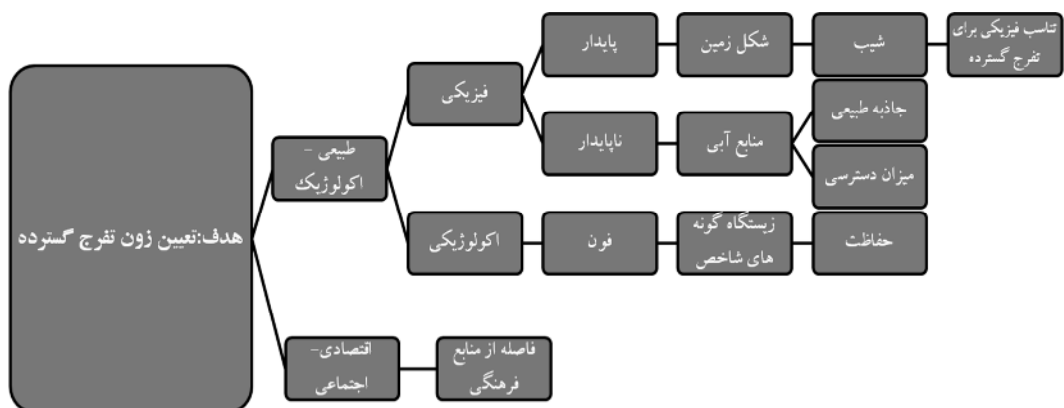 هدف:تعیین زون تفرج گسترده
طبیعی -
اکولوژیک
فیزیکی
پایدار
شکل زمین
شیب
تناسب فیزیکی برای
تفرج گسترده
ناپایدار
منابع آبی
جاذبه طبیعی
میزان دسترسی
اکولوژیکی
فون
زیستگاه گونه
های شاخص
حفاظت
اقتصادی-
اجتماعی
فاصله از منابع
فرهنگی